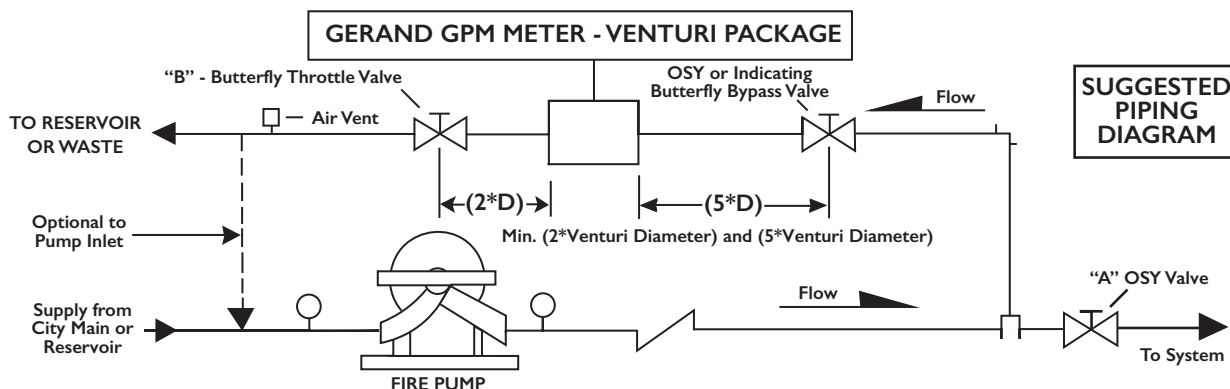 GERAND GPM METER - VENTURI PACKAGE
“B” - Butterfly Throttle Valve
OSY or Indicating
Butterfly Bypass Valve
Flow
SUGGESTED
PIPING
DIAGRAM
TO RESERVOIR
OR WASTE
Air Vent
(2*D)
(5*D)
Min. (2*Venturi Diameter) and (5*Venturi Diameter)
Optional to
Pump Inlet
Supply from
City Main or
Reservoir
FIRE PUMP
Flow
“A” OSY Valve
To System